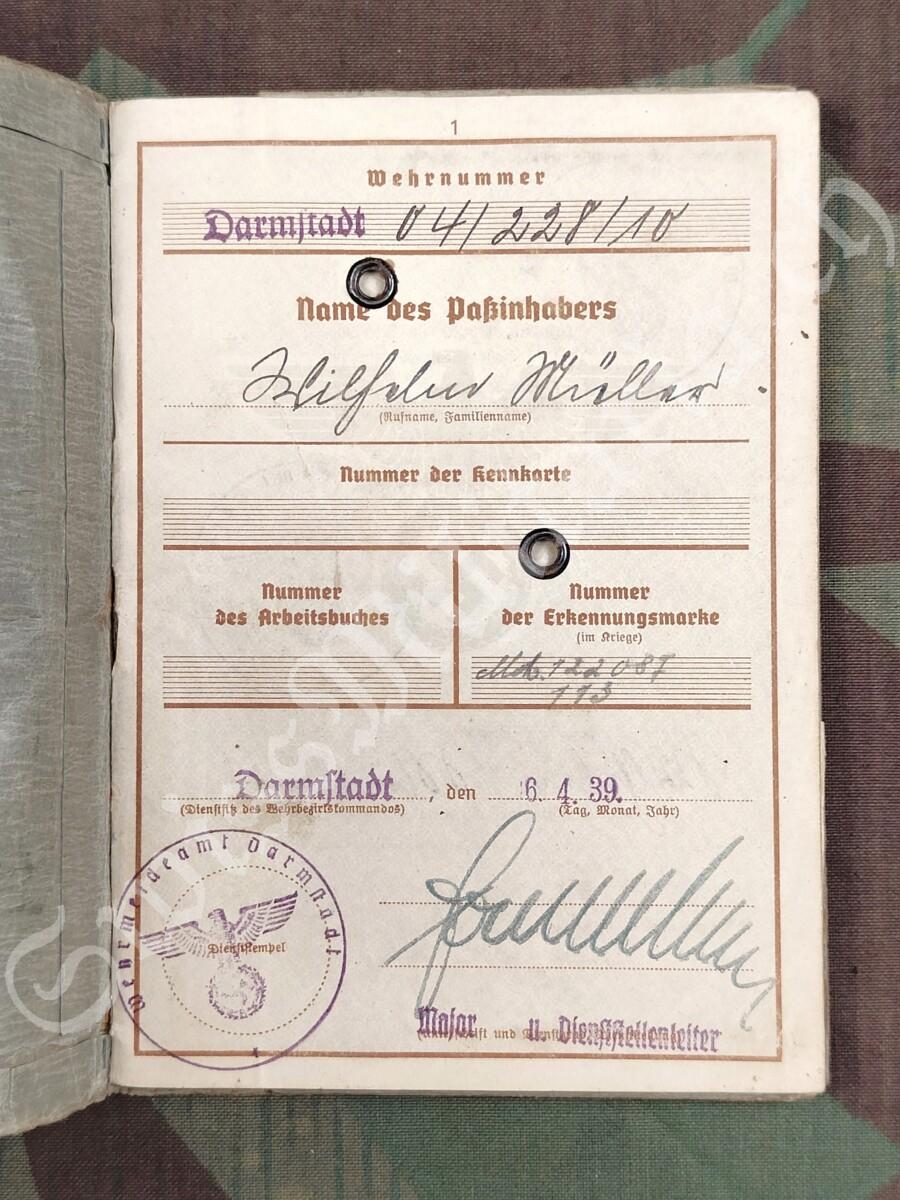 1
Wehrnummer
Darmstadt 04/228/10
Name des Paßinhabers
Wilhelm Müller
(Rufname, Familienname)
Nummer der Kennkarte
Nummer
des Arbeitsbuches
Nummer
der Erkennungsmarke
(im Kriege)
122087
113
Darmstadt, den 6. 4. 39.
(Dienstsitz des Wehrbezirkskommandos)
(Tag, Monat, Jahr)
Wehrmeldeamt Darmstadt
Dienststempel
Major u. Dienststellenleiter